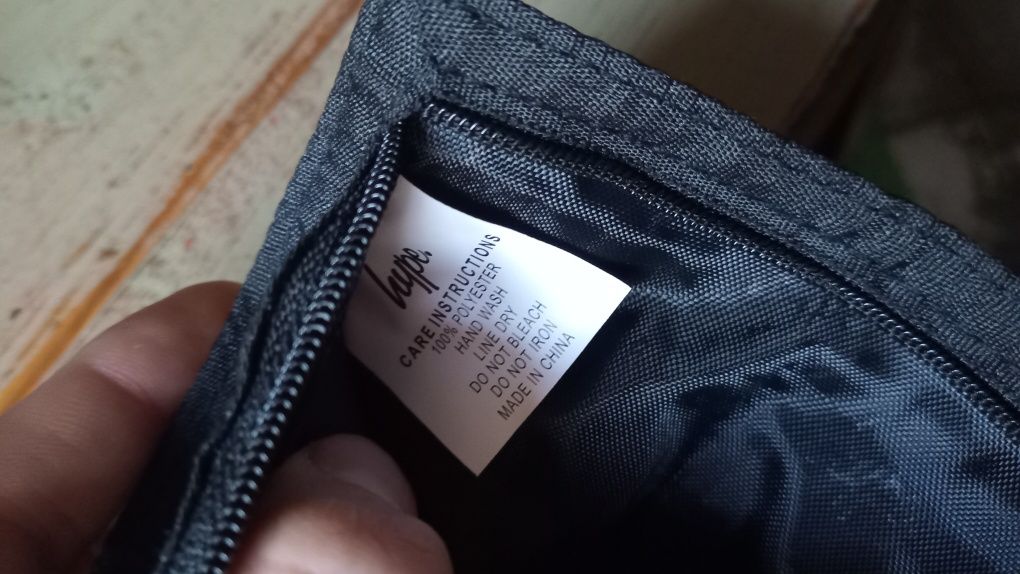 hype.
CARE INSTRUCTIONS
100% POLYESTER
HAND WASH
LINE DRY
DO NOT BLEACH
DO NOT IRON
MADE IN CHINA